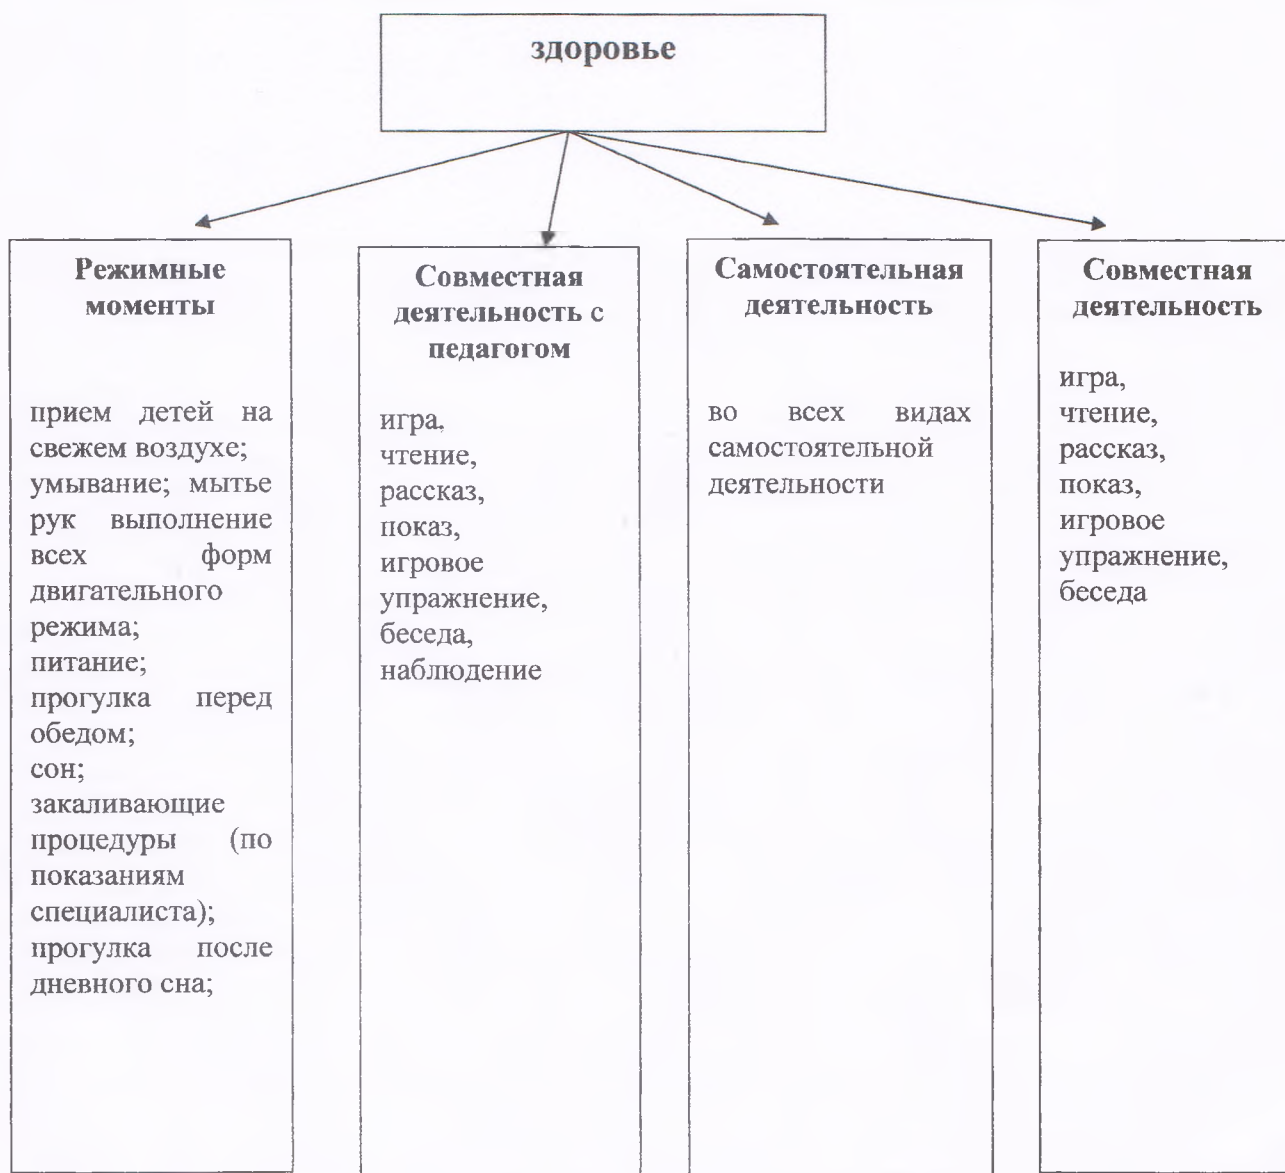 здоровье
Режимные
моменты
прием детей на
свежем воздухе;
умывание; мытье
рук выполнение
всех форм
двигательного
режима;
питание;
прогулка перед
обедом;
сон;
закаливающие
процедуры (по
показаниям
специалиста);
прогулка после
дневного сна;
Совместная
деятельность с
педагогом
игра,
чтение,
рассказ,
показ,
игровое
упражнение,
беседа,
наблюдение
Самостоятельная
деятельность
во всех видах
самостоятельной
деятельности
Совместная
деятельность
игра,
чтение,
рассказ,
показ,
игровое
упражнение,
беседа